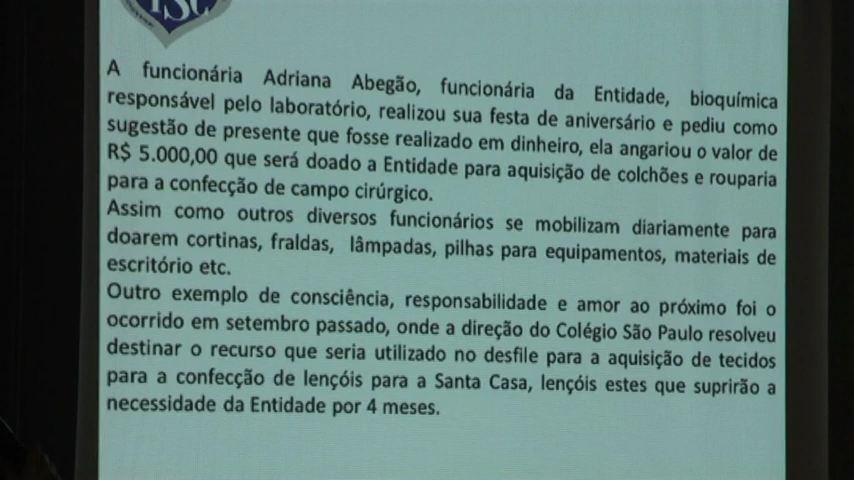 A funcionária Adriana Abegão, funcionária da Entidade, bioquímica
responsável pelo laboratório, realizou sua festa de aniversário e pediu como
sugestão de presente que fosse realizado em dinheiro, ela angariou o valor de
R$ 5.000,00 que será doado a Entidade para aquisição de colchões e rouparia
para a confecção de campo cirúrgico.
Assim como outros diversos funcionários se mobilizam diariamente para
doarem cortinas, fraldas, lâmpadas, pilhas para equipamentos, materiais de
escritório etc.
Outro exemplo de consciência, responsabilidade e amor ao próximo foi o
ocorrido em setembro passado, onde a direção do Colégio São Paulo resolveu
destinar o recurso que seria utilizado no desfile para a aquisição de tecidos
para a confecção de lençóis para a Santa Casa, lençóis estes que suprirão a
necessidade da Entidade por 4 meses.